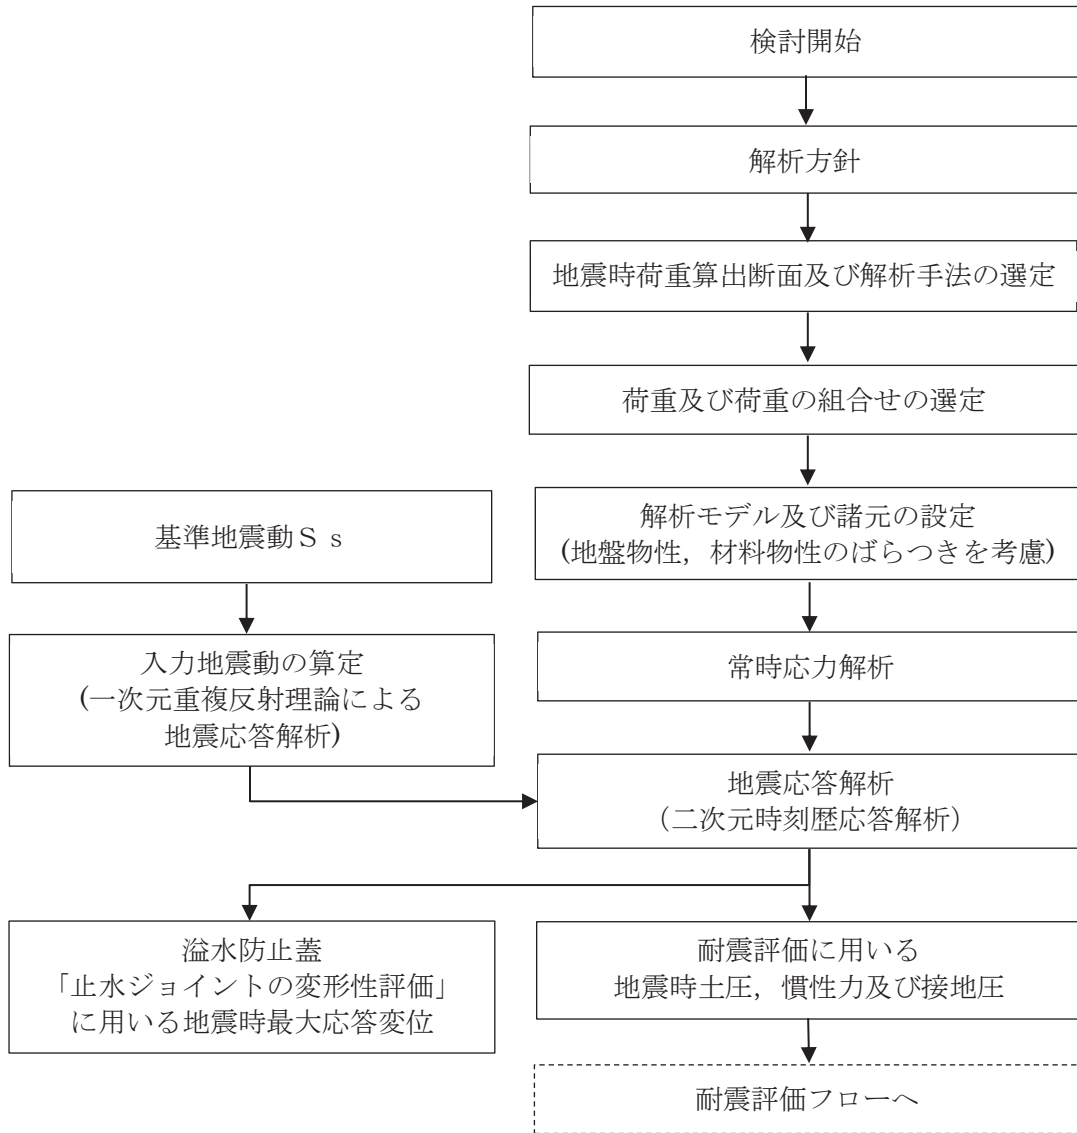 検討開始
解析方針
地震時荷重算出断面及び解析手法の選定
荷重及び荷重の組合せの選定
解析モデル及び諸元の設定
(地盤物性，材料物性のばらつきを考慮)
基準地震動Ｓｓ
入力地震動の算定
(一次元重複反射理論による
地震応答解析)
常時応力解析
地震応答解析
（二次元時刻歴応答解析）
溢水防止蓋
「止水ジョイントの変形性評価」
に用いる地震時最大応答変位
耐震評価に用いる
地震時土圧，慣性力及び接地圧
耐震評価フローへ